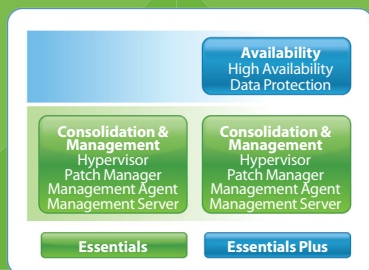 Availability
High Availability
Data Protection
Consolidation &
Management
Hypervisor
Patch Manager
Management Agent
Management Server
Consolidation &
Management
Hypervisor
Patch Manager
Management Agent
Management Server
Essentials
Essentials Plus